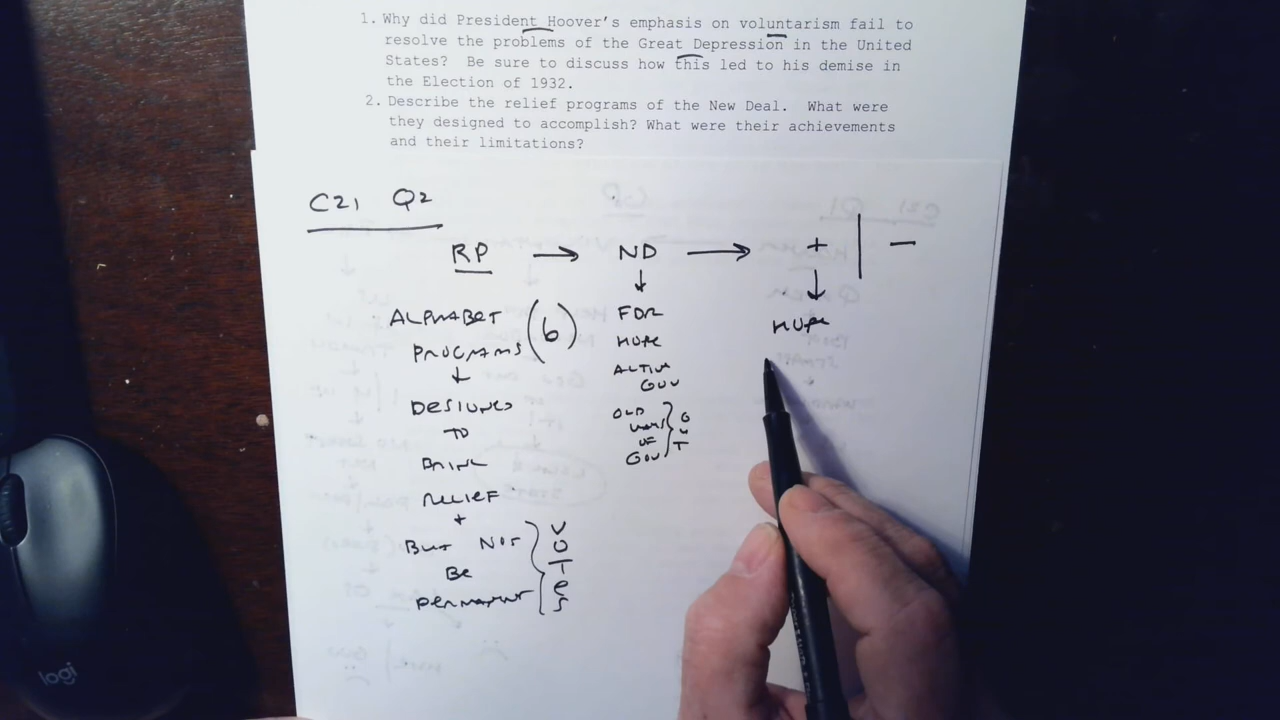 1. Why did President Hoover's emphasis on voluntarism fail to
resolve the problems of the Great Depression in the United
States? Be sure to discuss how this led to his demise in
the Election of 1932.
2. Describe the relief programs of the New Deal. What were
they designed to accomplish? What were their achievements
and their limitations?
C21 Q2
RP → ND → + | −
ALPHABET
PROGRAMS (6)
↓
DESIGNED
TO
BRING
RELIEF
+
BUT NOT
BE
PERMANENT
VOTES
↓
FDR
HOPE
ACTIVE
GOV
OLD
WAYS
OF
GOV
OUT
↓
HOPE
logi